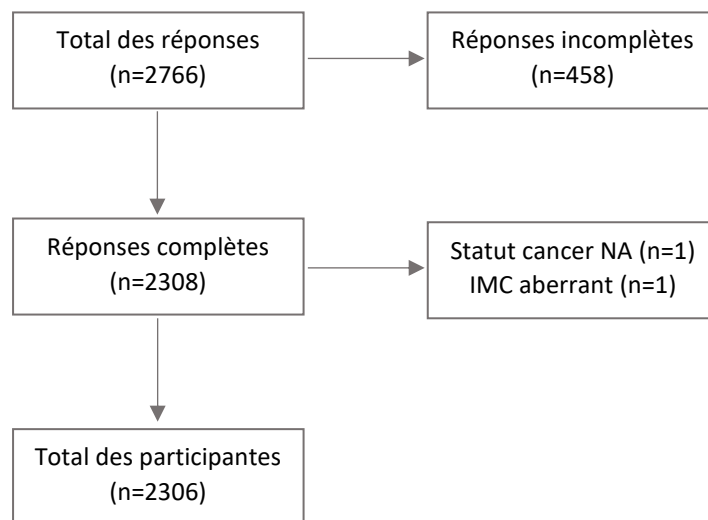 Total des réponses
(n=2766)
Réponses incomplètes
(n=458)
Réponses complètes
(n=2308)
Statut cancer NA (n=1)
IMC aberrant (n=1)
Total des participantes
(n=2306)